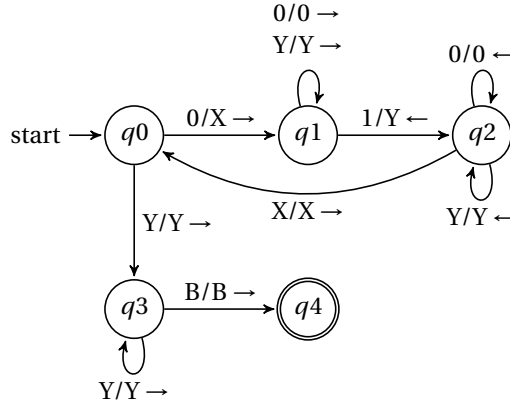 0/0 →
Y/Y →
0/0 ←
start
q0
0/X →
q1
1/Y ←
q2
X/X →
Y/Y ←
Y/Y →
q3
B/B →
q4
Y/Y →